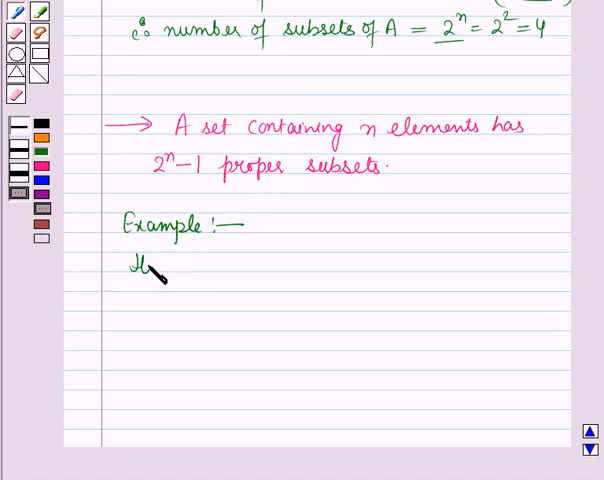 ∴ number of subsets of A = 2ⁿ = 2² = 4
→ A set containing n elements has
2ⁿ – 1 proper subsets.
Example :–